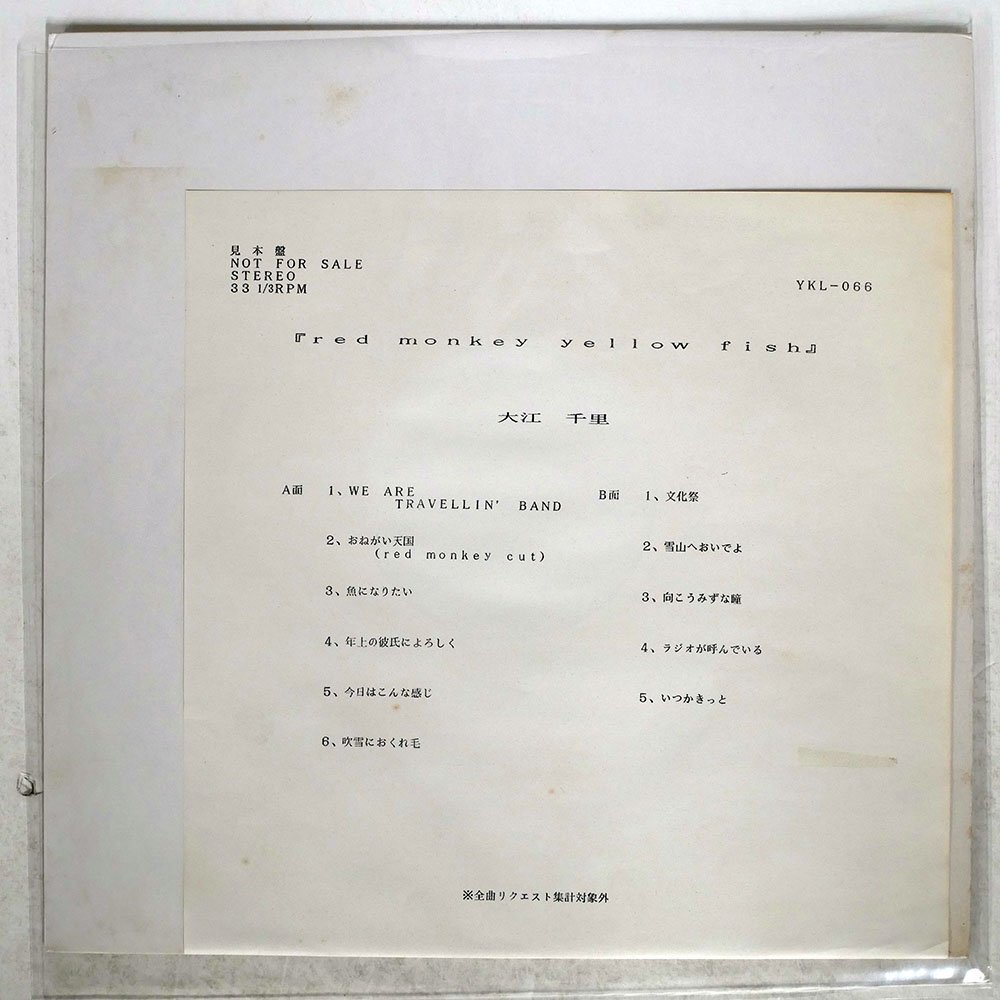 見本盤
NOT FOR SALE
STEREO
33 1/3RPM
YKL-066
『red monkey yellow fish』
大江 千里
A面 1、WE ARE
TRAVELLIN' BAND
2、おねがい天国
(red monkey cut)
3、魚になりたい
4、年上の彼氏によろしく
5、今日はこんな感じ
6、吹雪におくれ毛
B面 1、文化祭
2、雪山へおいでよ
3、向こうみずな瞳
4、ラジオが呼んでいる
5、いつかきっと
※全曲リクエスト集計対象外